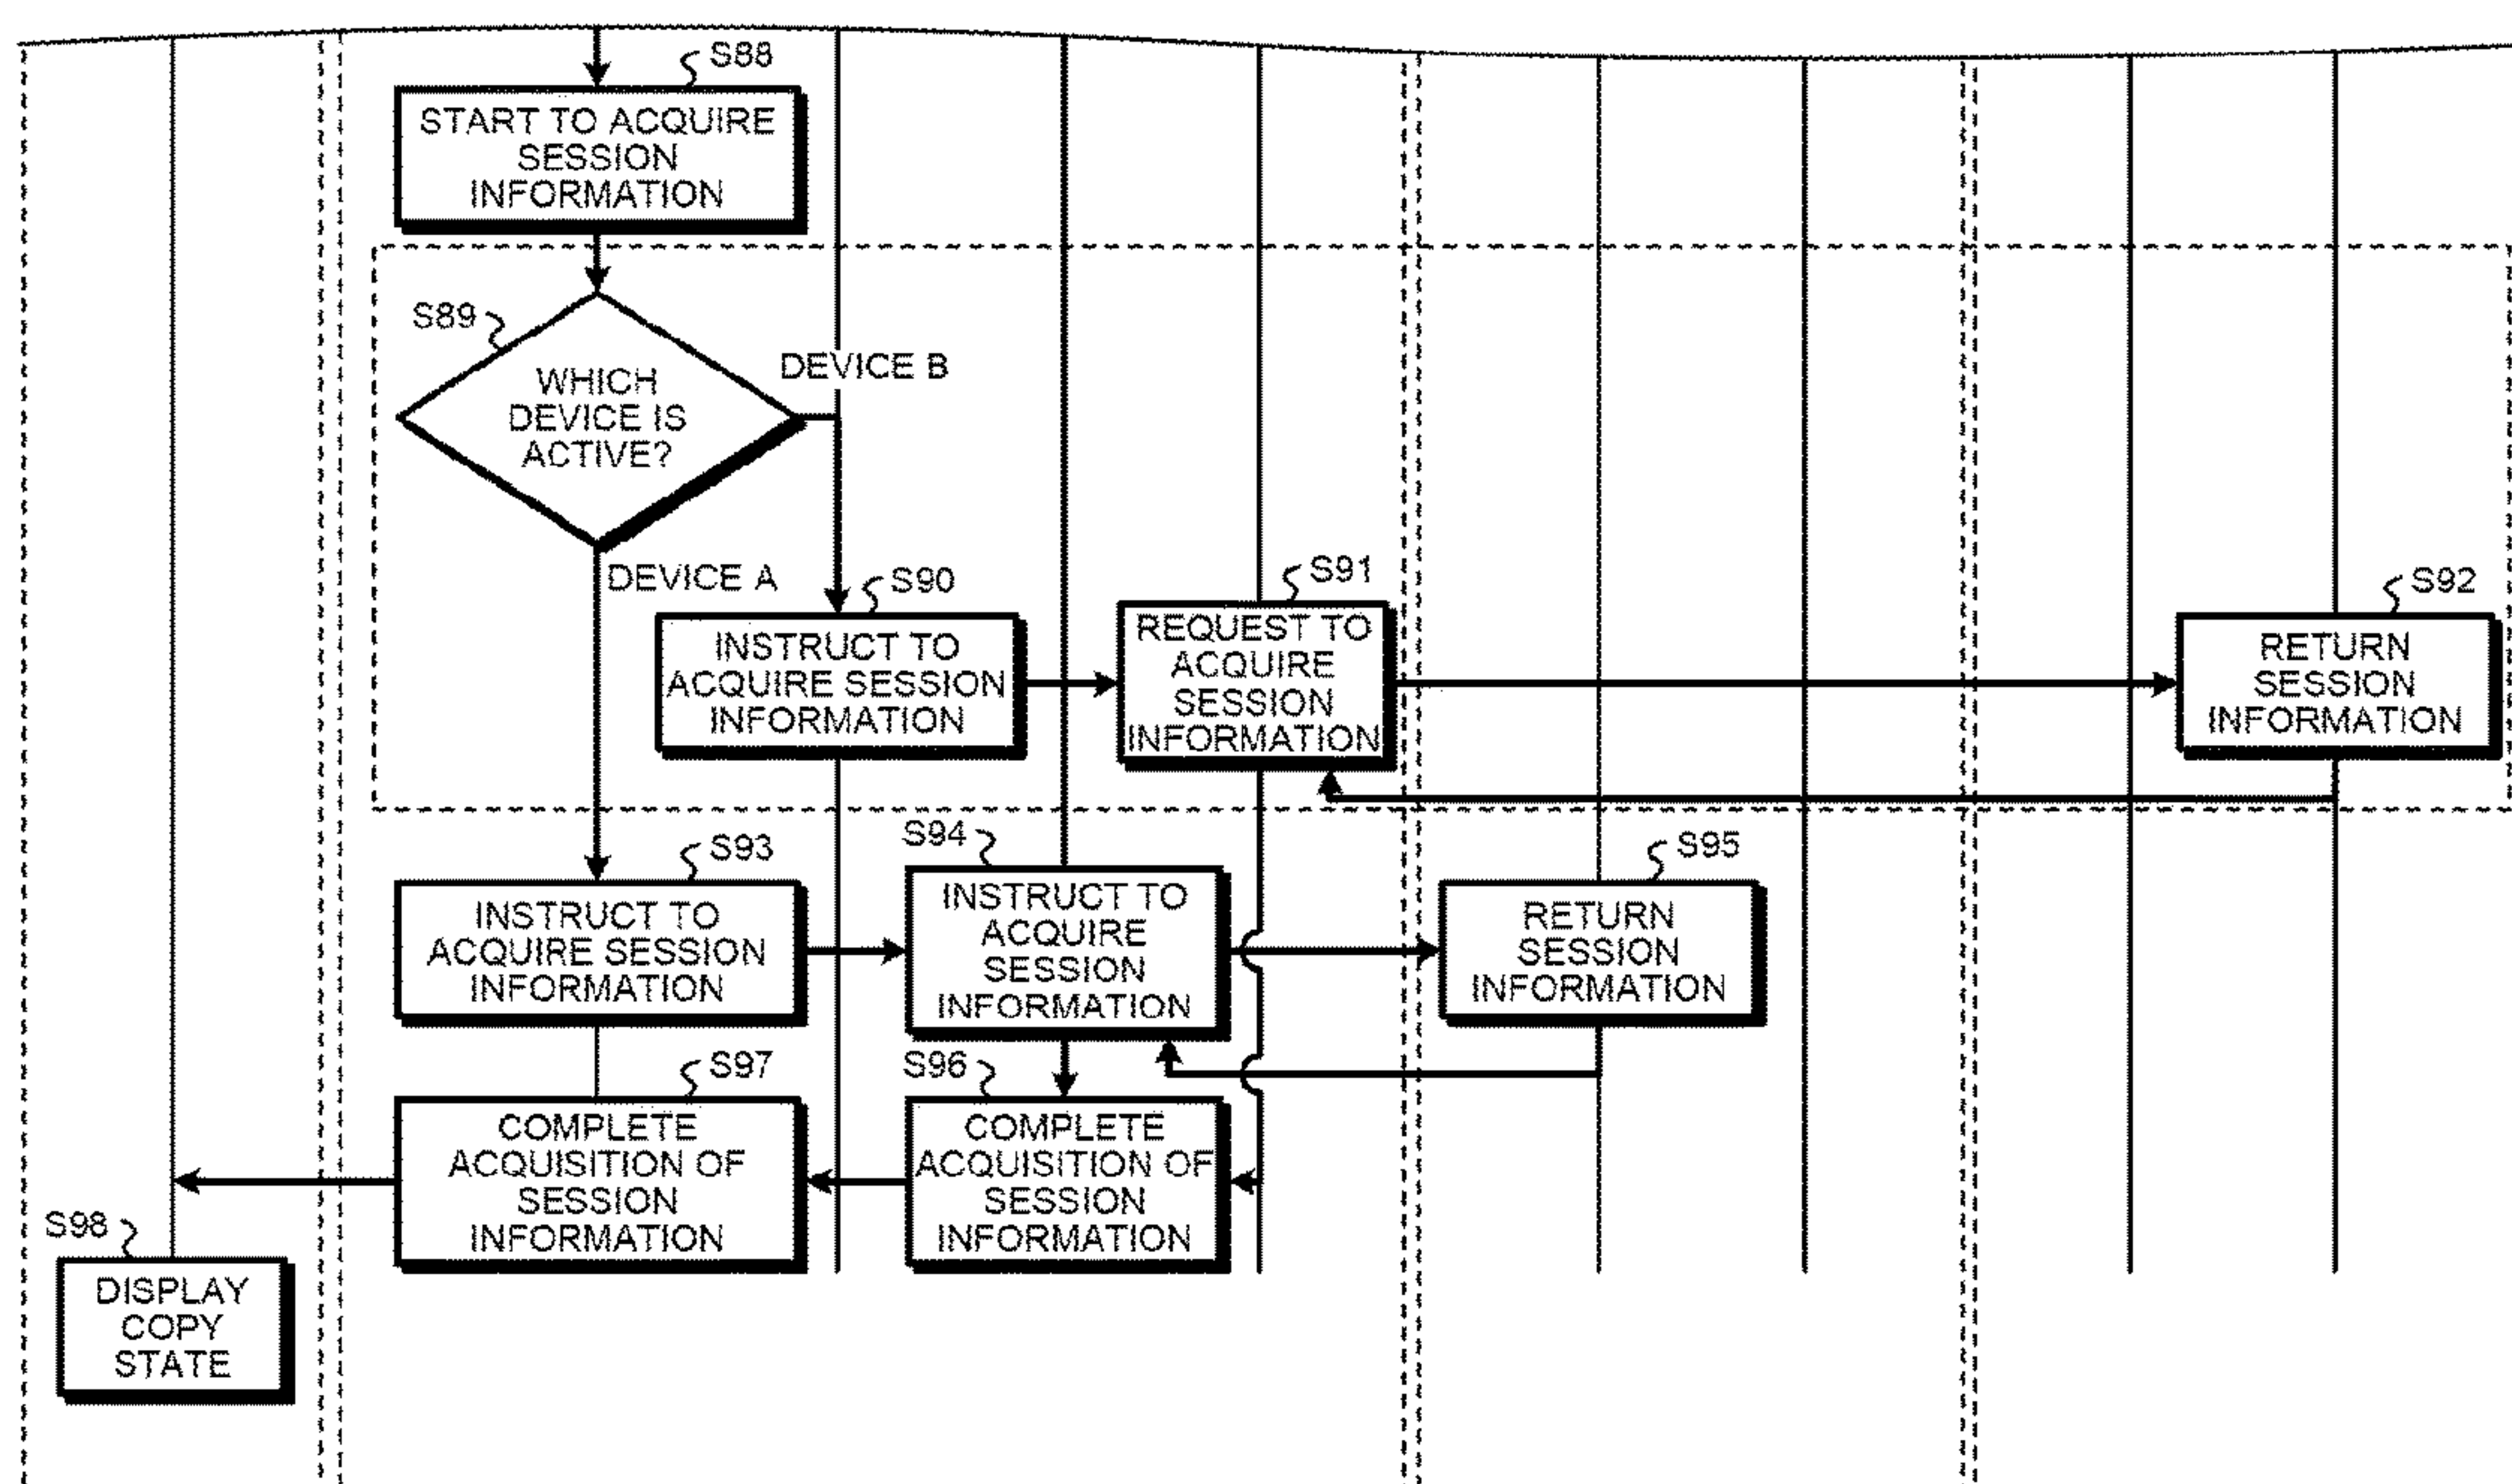 S88
START TO ACQUIRE
SESSION
INFORMATION
S89
WHICH
DEVICE IS
ACTIVE?
DEVICE B
DEVICE A
S90
INSTRUCT TO
ACQUIRE SESSION
INFORMATION
S91
REQUEST TO
ACQUIRE
SESSION
INFORMATION
S92
RETURN
SESSION
INFORMATION
S93
INSTRUCT TO
ACQUIRE SESSION
INFORMATION
S94
INSTRUCT TO
ACQUIRE
SESSION
INFORMATION
S95
RETURN
SESSION
INFORMATION
S97
COMPLETE
ACQUISITION OF
SESSION
INFORMATION
S96
COMPLETE
ACQUISITION OF
SESSION
INFORMATION
S98
DISPLAY
COPY
STATE